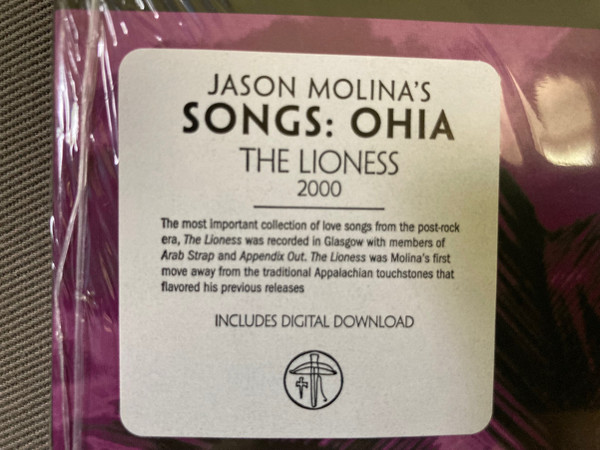 JASON MOLINA'S
SONGS: OHIA
THE LIONESS
2000
The most important collection of love songs from the post-rock
era, The Lioness was recorded in Glasgow with members of
Arab Strap and Appendix Out. The Lioness was Molina's first
move away from the traditional Appalachian touchstones that
flavored his previous releases
INCLUDES DIGITAL DOWNLOAD